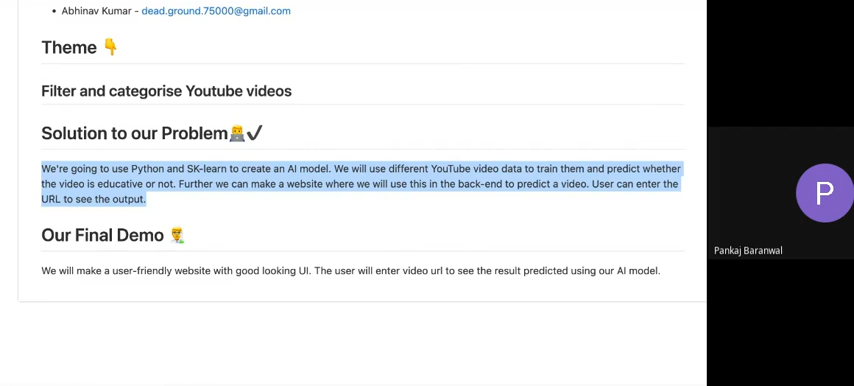 Abhinav Kumar - dead.ground.75000@gmail.com
Theme 👇
Filter and categorise Youtube videos
Solution to our Problem👨‍💻✔️
We're going to use Python and SK-learn to create an AI model. We will use different YouTube video data to train them and predict whether
the video is educative or not. Further we can make a website where we will use this in the back-end to predict a video. User can enter the
URL to see the output.
Our Final Demo 👨‍🎨
We will make a user-friendly website with good looking UI. The user will enter video url to see the result predicted using our AI model.
P
Pankaj Baranwal